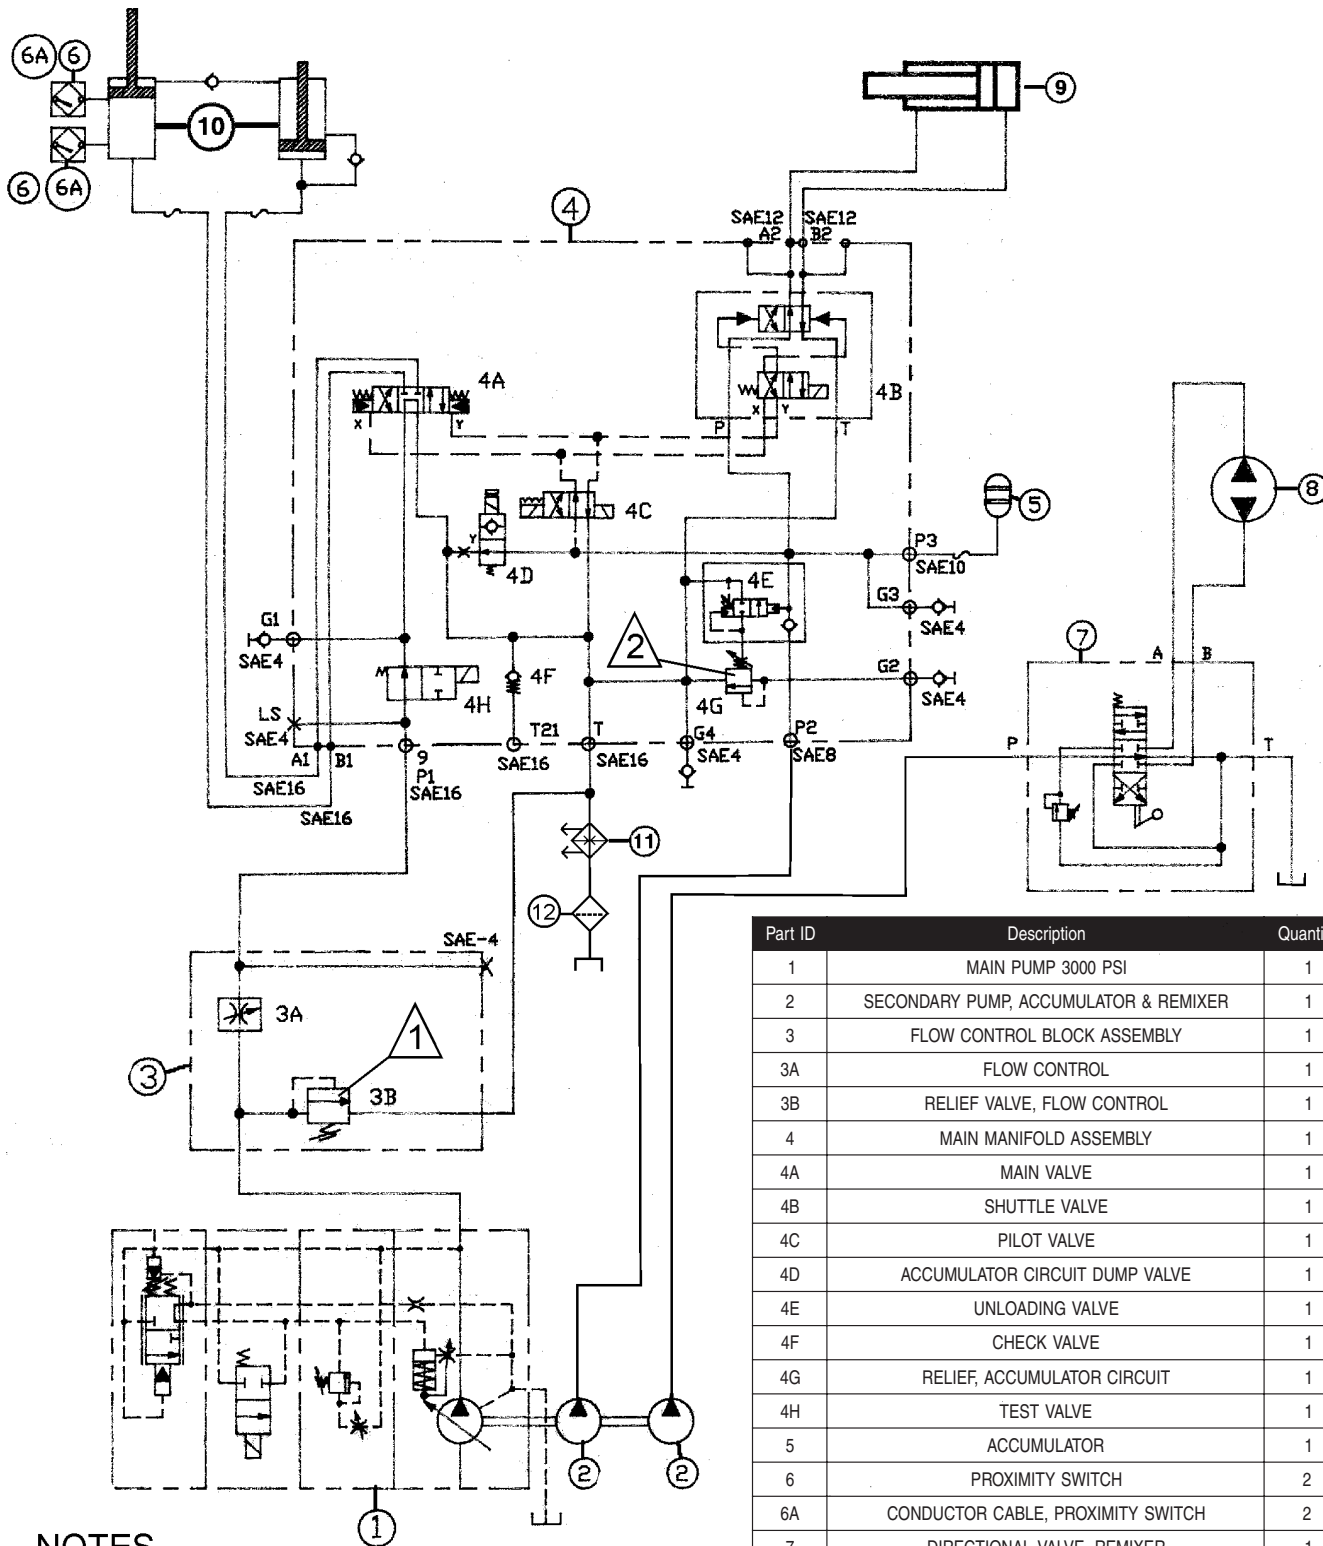 6A 6
10
6 6A
9
4
SAE12 SAE12
A2 B2
4A
X Y
4B
X Y
P T
4C
Y
4D
5
8
P3
SAE10
4E
G3
SAE4
G1
SAE4
2
7
A B
4F
G2
SAE4
4H
4G
LS
SAE4
A1 B1
9
P1
SAE16
T21
SAE16
T
SAE16
G4
SAE4
P2
SAE8
P T
SAE16
SAE16
11
12
SAE-4
3A
1
3
3B
2 2
1
NOTES
Part ID Description Quanti
1 MAIN PUMP 3000 PSI 1
2 SECONDARY PUMP, ACCUMULATOR & REMIXER 1
3 FLOW CONTROL BLOCK ASSEMBLY 1
3A FLOW CONTROL 1
3B RELIEF VALVE, FLOW CONTROL 1
4 MAIN MANIFOLD ASSEMBLY 1
4A MAIN VALVE 1
4B SHUTTLE VALVE 1
4C PILOT VALVE 1
4D ACCUMULATOR CIRCUIT DUMP VALVE 1
4E UNLOADING VALVE 1
4F CHECK VALVE 1
4G RELIEF, ACCUMULATOR CIRCUIT 1
4H TEST VALVE 1
5 ACCUMULATOR 1
6 PROXIMITY SWITCH 2
6A CONDUCTOR CABLE, PROXIMITY SWITCH 2
7 DIRECTIONAL VALVE, REMIXER 1